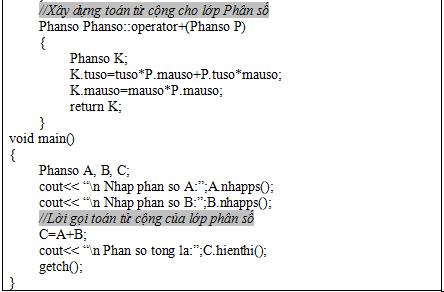 //Xây dựng toán tử cộng cho lớp Phân số
Phanso Phanso::operator+(Phanso P)
{
Phanso K;
K.tuso=tuso*P.mauso+P.tuso*mauso;
K.mauso=mauso*P.mauso;
return K;
}
void main()
{
Phanso A, B, C;
cout<< “\n Nhap phan so A:”;A.nhapps();
cout<< “\n Nhap phan so B:”;B.nhapps();
//Lời gọi toán tử cộng của lớp phân số
C=A+B;
cout<< “\n Phan so tong la:”;C.hienthi();
getch();
}